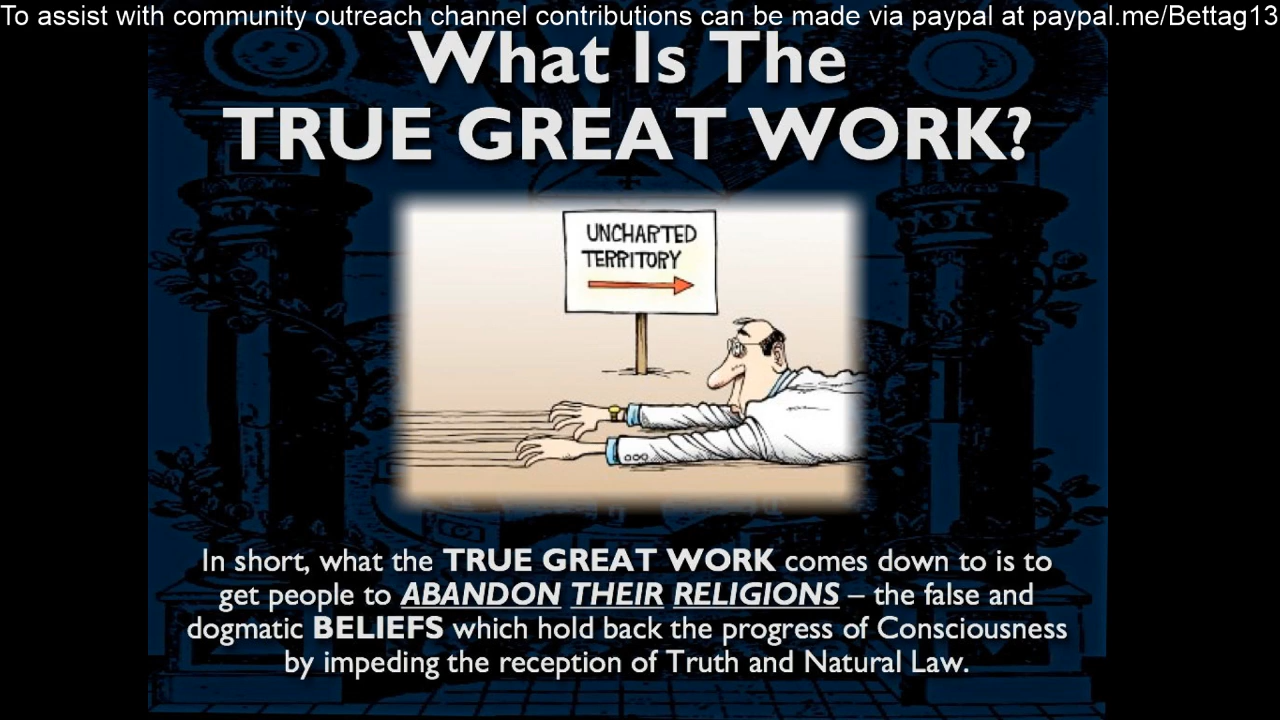 To assist with community outreach channel contributions can be made via paypal at paypal.me/Bettag13
What Is The
TRUE GREAT WORK?
UNCHARTED
TERRITORY
In short, what the TRUE GREAT WORK comes down to is to
get people to ABANDON THEIR RELIGIONS – the false and
dogmatic BELIEFS which hold back the progress of Consciousness
by impeding the reception of Truth and Natural Law.